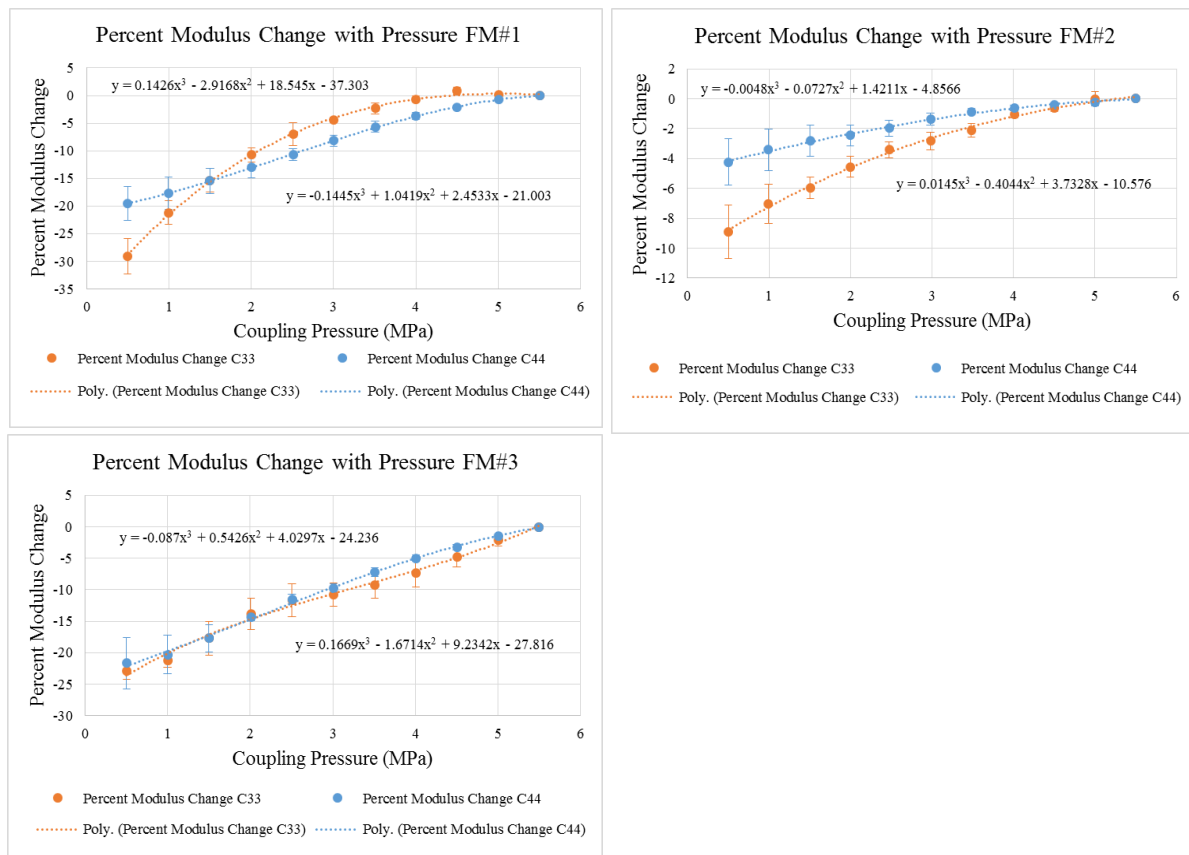 Percent Modulus Change with Pressure FM#1
5
0
-5
-10
-15
-20
-25
-30
-35
Percent Modulus Change
y = 0.1426x³ - 2.9168x² + 18.545x - 37.303
y = -0.1445x³ + 1.0419x² + 2.4533x - 21.003
0 1 2 3 4 5 6
Coupling Pressure (MPa)
Percent Modulus Change C33 Percent Modulus Change C44
Poly. (Percent Modulus Change C33) Poly. (Percent Modulus Change C44)
Percent Modulus Change with Pressure FM#2
2
0
-2
-4
-6
-8
-10
-12
Percent Modulus Change
y = -0.0048x³ - 0.0727x² + 1.4211x - 4.8566
y = 0.0145x³ - 0.4044x² + 3.7328x - 10.576
0 1 2 3 4 5 6
Coupling Pressure (MPa)
Percent Modulus Change C33 Percent Modulus Change C44
Poly. (Percent Modulus Change C33) Poly. (Percent Modulus Change C44)
Percent Modulus Change with Pressure FM#3
5
0
-5
-10
-15
-20
-25
-30
Percent Modulus Change
y = -0.087x³ + 0.5426x² + 4.0297x - 24.236
y = 0.1669x³ - 1.6714x² + 9.2342x - 27.816
0 1 2 3 4 5 6
Coupling Pressure (MPa)
Percent Modulus Change C33 Percent Modulus Change C44
Poly. (Percent Modulus Change C33) Poly. (Percent Modulus Change C44)